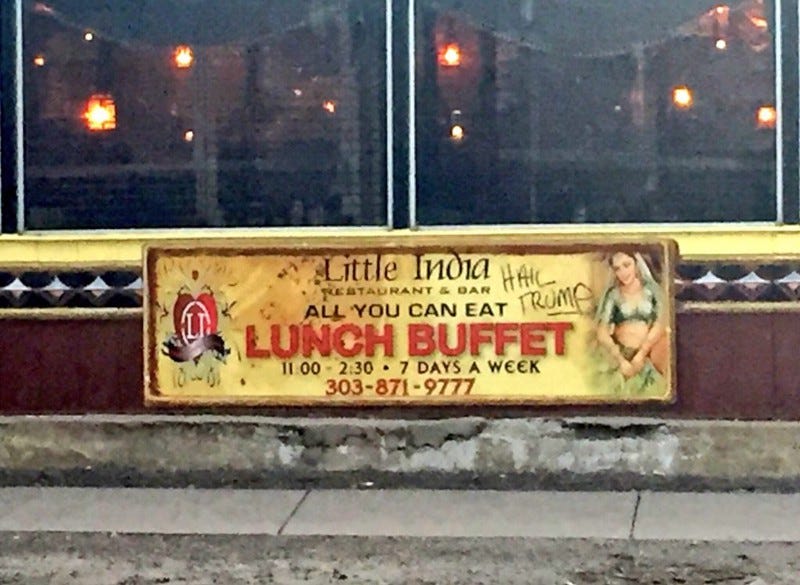 Little India
RESTAURANT & BAR
HAIL
TRUMP
ALL YOU CAN EAT
LUNCH BUFFET
11:00 - 2:30 • 7 DAYS A WEEK
303-871-9777
LI